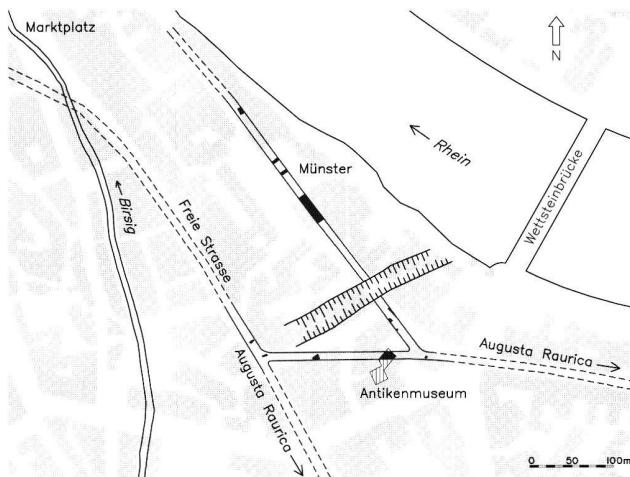 Marktplatz
N
Rhein
Münster
Wettsteinbrücke
Birsig
Freie Strasse
Augusta Raurica
Augusta Raurica
Antikenmuseum
0 50 100m